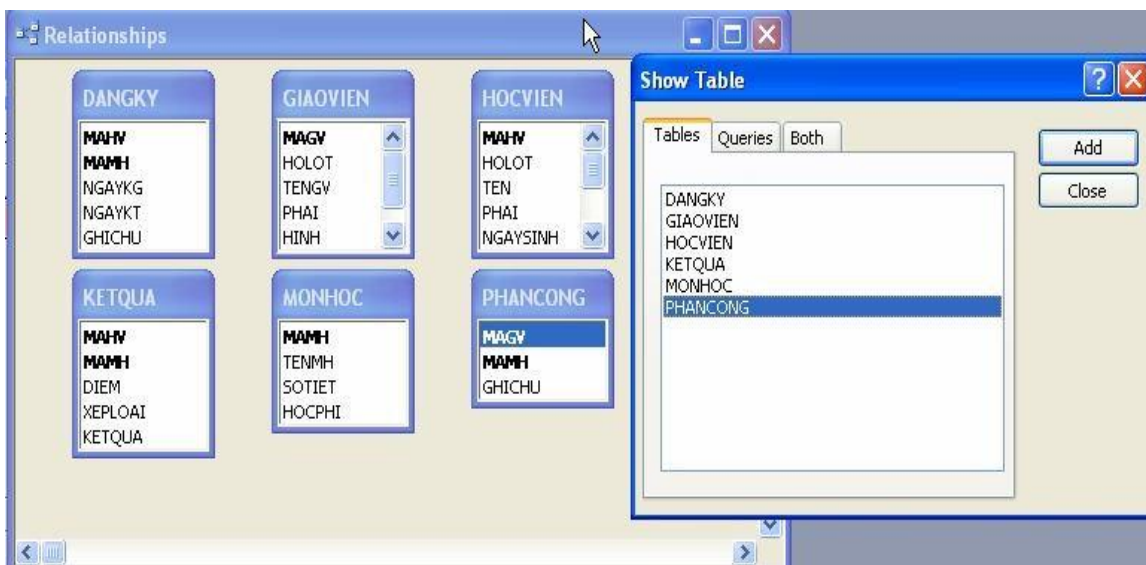 Relationships
DANGKY
MAHV
MAMH
NGAYKG
NGAYKT
GHICHU
GIAOVIEN
MAGV
HOLOT
TENGV
PHAI
HINH
HOCVIEN
MAHV
HOLOT
TEN
PHAI
NGAYSINH
KETQUA
MAHV
MAMH
DIEM
XEPLOAI
KETQUA
MONHOC
MAMH
TENMH
SOTIET
HOCPHI
PHANCONG
MAGV
MAMH
GHICHU
Show Table
Tables Queries Both
DANGKY
GIAOVIEN
HOCVIEN
KETQUA
MONHOC
PHANCONG
Add
Close